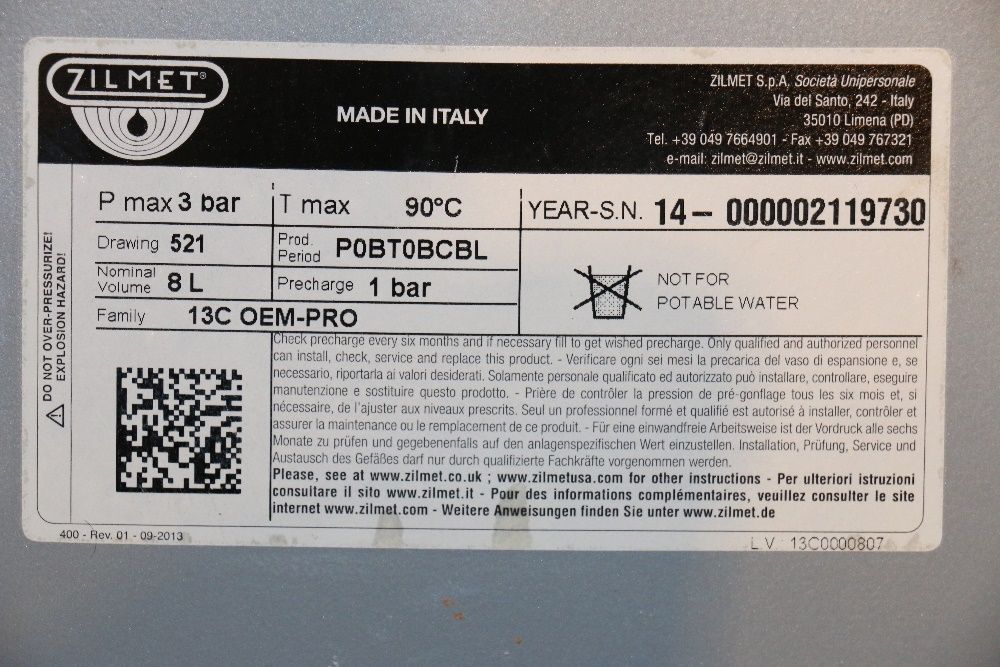 ZILMET®
MADE IN ITALY
ZILMET S.p.A. Società Unipersonale
Via del Santo, 242 - Italy
35010 Limena (PD)
Tel. +39 049 7664901 - Fax +39 049 767321
e-mail: zilmet@zilmet.it - www.zilmet.com
DO NOT OVER-PRESSURIZE!
EXPLOSION HAZARD!
P max 3 bar
T max 90°C
YEAR-S.N. 14- 000002119730
Drawing 521
Prod. Period P0BT0BCBL
Nominal Volume 8 L
Precharge 1 bar
Family 13C OEM-PRO
NOT FOR
POTABLE WATER
Check precharge every six months and if necessary fill to get wished precharge. Only qualified and authorized personnel
can install, check, service and replace this product. - Verificare ogni sei mesi la precarica del vaso di espansione e, se
necessario, riportarla ai valori desiderati. Solamente personale qualificato ed autorizzato può installare, controllare, eseguire
manutenzione e sostituire questo prodotto. - Prière de contrôler la pression de pré-gonflage tous les six mois et, si
nécessaire, de l'ajuster aux niveaux prescrits. Seul un professionnel formé et qualifié est autorisé à installer, contrôler et
assurer la maintenance ou le remplacement de ce produit. - Für eine einwandfreie Arbeitsweise ist der Vordruck alle sechs
Monate zu prüfen und gegebenenfalls auf den anlagenspezifischen Wert einzustellen. Installation, Prüfung, Service und
Austausch des Gefäßes darf nur durch qualifizierte Fachkräfte vorgenommen werden.
Please, see at www.zilmet.co.uk ; www.zilmetusa.com for other instructions - Per ulteriori istruzioni
consultare il sito www.zilmet.it - Pour des informations complémentaires, veuillez consulter le site
internet www.zilmet.com - Weitere Anweisungen finden Sie unter www.zilmet.de
400 - Rev. 01 - 09-2013
L.V. 13C0000807